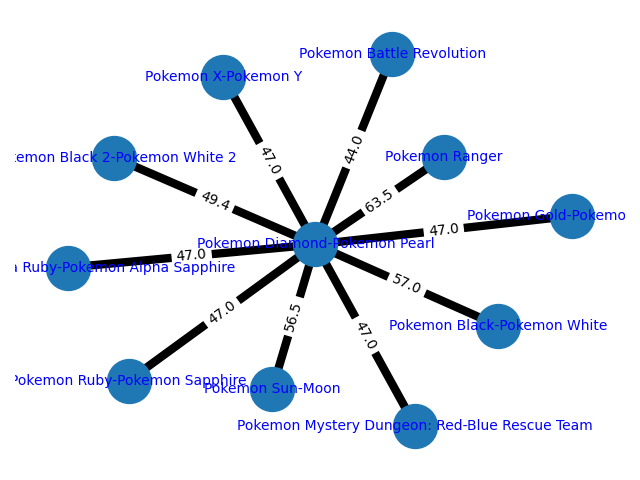 Pokemon Battle Revolution
Pokemon X-Pokemon Y
44.0
47.0
emon Black 2-Pokemon White 2
Pokemon Ranger
49.4
63.5
Pokemon Gold-Pokemo
47.0
Pokemon Diamond-Pokemon Pearl
47.0
Ruby-Pokemon Alpha Sapphire
57.0
47.0
56.5
47.0
Pokemon Black-Pokemon White
Pokemon Ruby-Pokemon Sapphire
Pokemon Sun-Moon
Pokemon Mystery Dungeon: Red-Blue Rescue Team